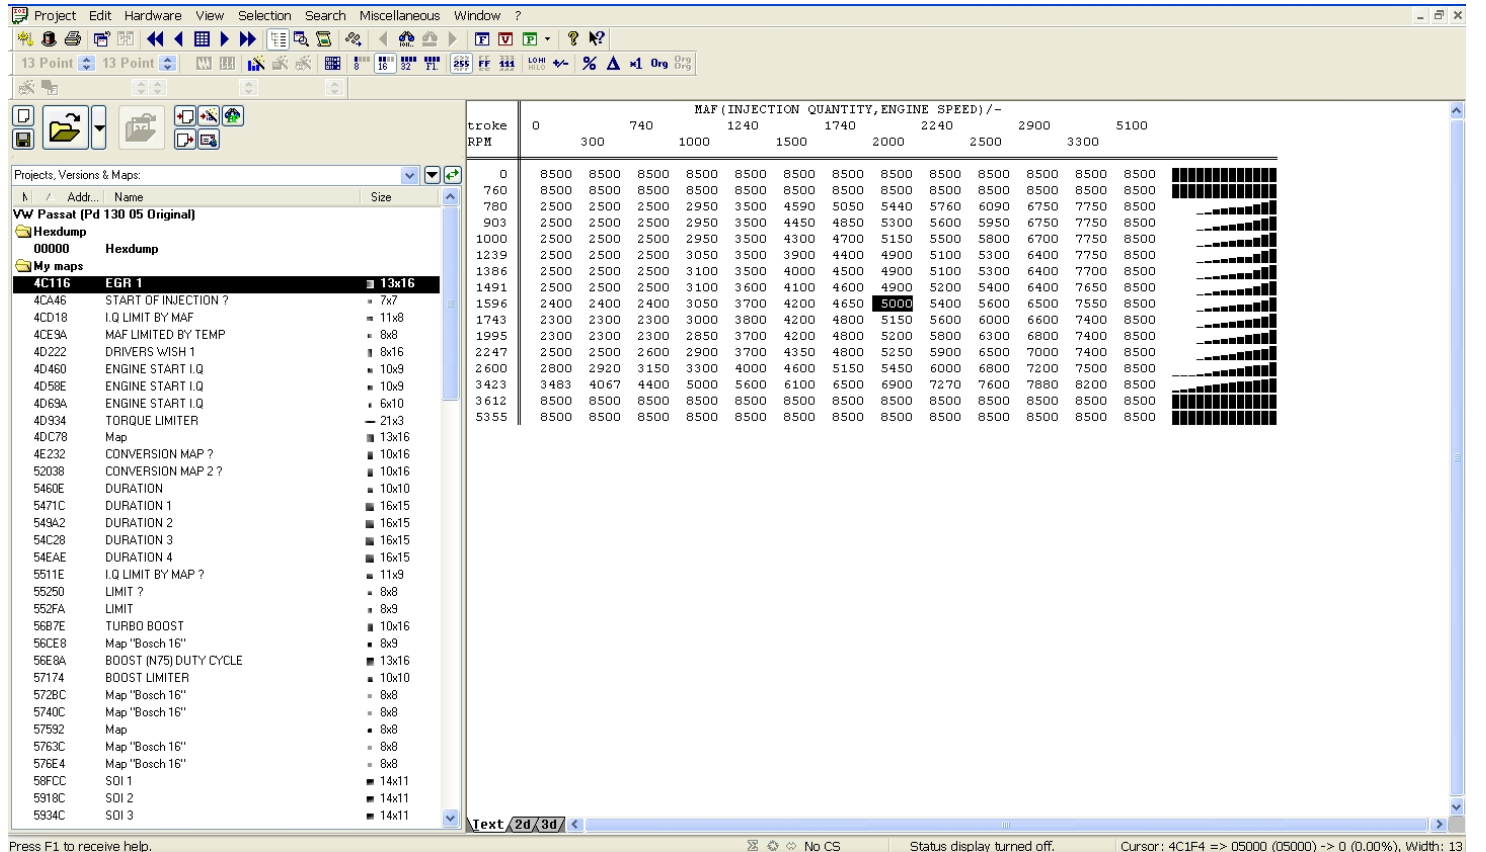 Project Edit Hardware View Selection Search Miscellaneous Window ?
13 Point 13 Point 8 16 32 FL 255 FF 111 LOHI HILO +/- % Δ ×1 Org Org
Projects, Versions & Maps:
Addr... Name Size
VW Passat (Pd 130 05 Original)
Hexdump
00000 Hexdump
My maps
4C116 EGR 1 13x16
4CA46 START OF INJECTION ? 7x7
4CD18 I.Q LIMIT BY MAF 11x8
4CE9A MAF LIMITED BY TEMP 8x8
4D222 DRIVERS WISH 1 8x16
4D460 ENGINE START I.Q 10x9
4D58E ENGINE START I.Q 10x9
4D69A ENGINE START I.Q 6x10
4D934 TORQUE LIMITER 21x3
4DC78 Map 13x16
4E232 CONVERSION MAP ? 10x16
52038 CONVERSION MAP 2 ? 10x16
5460E DURATION 10x10
5471C DURATION 1 16x15
549A2 DURATION 2 16x15
54C28 DURATION 3 16x15
54EAE DURATION 4 16x15
5511E I.Q LIMIT BY MAP ? 11x9
55250 LIMIT ? 8x8
552FA LIMIT 8x9
56B7E TURBO BOOST 10x16
56CE8 Map "Bosch 16" 8x9
56E8A BOOST (N75) DUTY CYCLE 13x16
57174 BOOST LIMITER 10x10
572BC Map "Bosch 16" 8x8
5740C Map "Bosch 16" 8x8
57592 Map 8x8
5763C Map "Bosch 16" 8x8
576E4 Map "Bosch 16" 8x8
58FCC SOI 1 14x11
5918C SOI 2 14x11
5934C SOI 3 14x11
MAF(INJECTION QUANTITY,ENGINE SPEED)/-
troke 0 740 1240 1740 2240 2900 5100
RPM 300 1000 1500 2000 2500 3300
0 8500 8500 8500 8500 8500 8500 8500 8500 8500 8500 8500 8500 8500
760 8500 8500 8500 8500 8500 8500 8500 8500 8500 8500 8500 8500 8500
780 2500 2500 2500 2950 3500 4590 5050 5440 5760 6090 6750 7750 8500
903 2500 2500 2500 2950 3500 4450 4850 5300 5600 5950 6750 7750 8500
1000 2500 2500 2500 2950 3500 4300 4700 5150 5500 5800 6700 7750 8500
1239 2500 2500 2500 3050 3500 3900 4400 4900 5100 5300 6400 7750 8500
1386 2500 2500 2500 3100 3500 4000 4500 4900 5100 5300 6400 7700 8500
1491 2500 2500 2500 3100 3600 4100 4600 4900 5200 5400 6400 7650 8500
1596 2400 2400 2400 3050 3700 4200 4650 5000 5400 5600 6500 7550 8500
1743 2300 2300 2300 3000 3800 4200 4800 5150 5600 6000 6600 7400 8500
1995 2300 2300 2300 2850 3700 4200 4800 5200 5800 6300 6800 7400 8500
2247 2500 2500 2600 2900 3700 4350 4800 5250 5900 6500 7000 7400 8500
2600 2800 2920 3150 3300 4000 4600 5150 5450 6000 6800 7200 7500 8500
3423 3483 4067 4400 5000 5600 6100 6500 6900 7270 7600 7880 8200 8500
3612 8500 8500 8500 8500 8500 8500 8500 8500 8500 8500 8500 8500 8500
5355 8500 8500 8500 8500 8500 8500 8500 8500 8500 8500 8500 8500 8500
Text 2d 3d
Press F1 to receive help. No CS Status display turned off. Cursor: 4C1F4 => 05000 (05000) -> 0 (0.00%), Width: 13